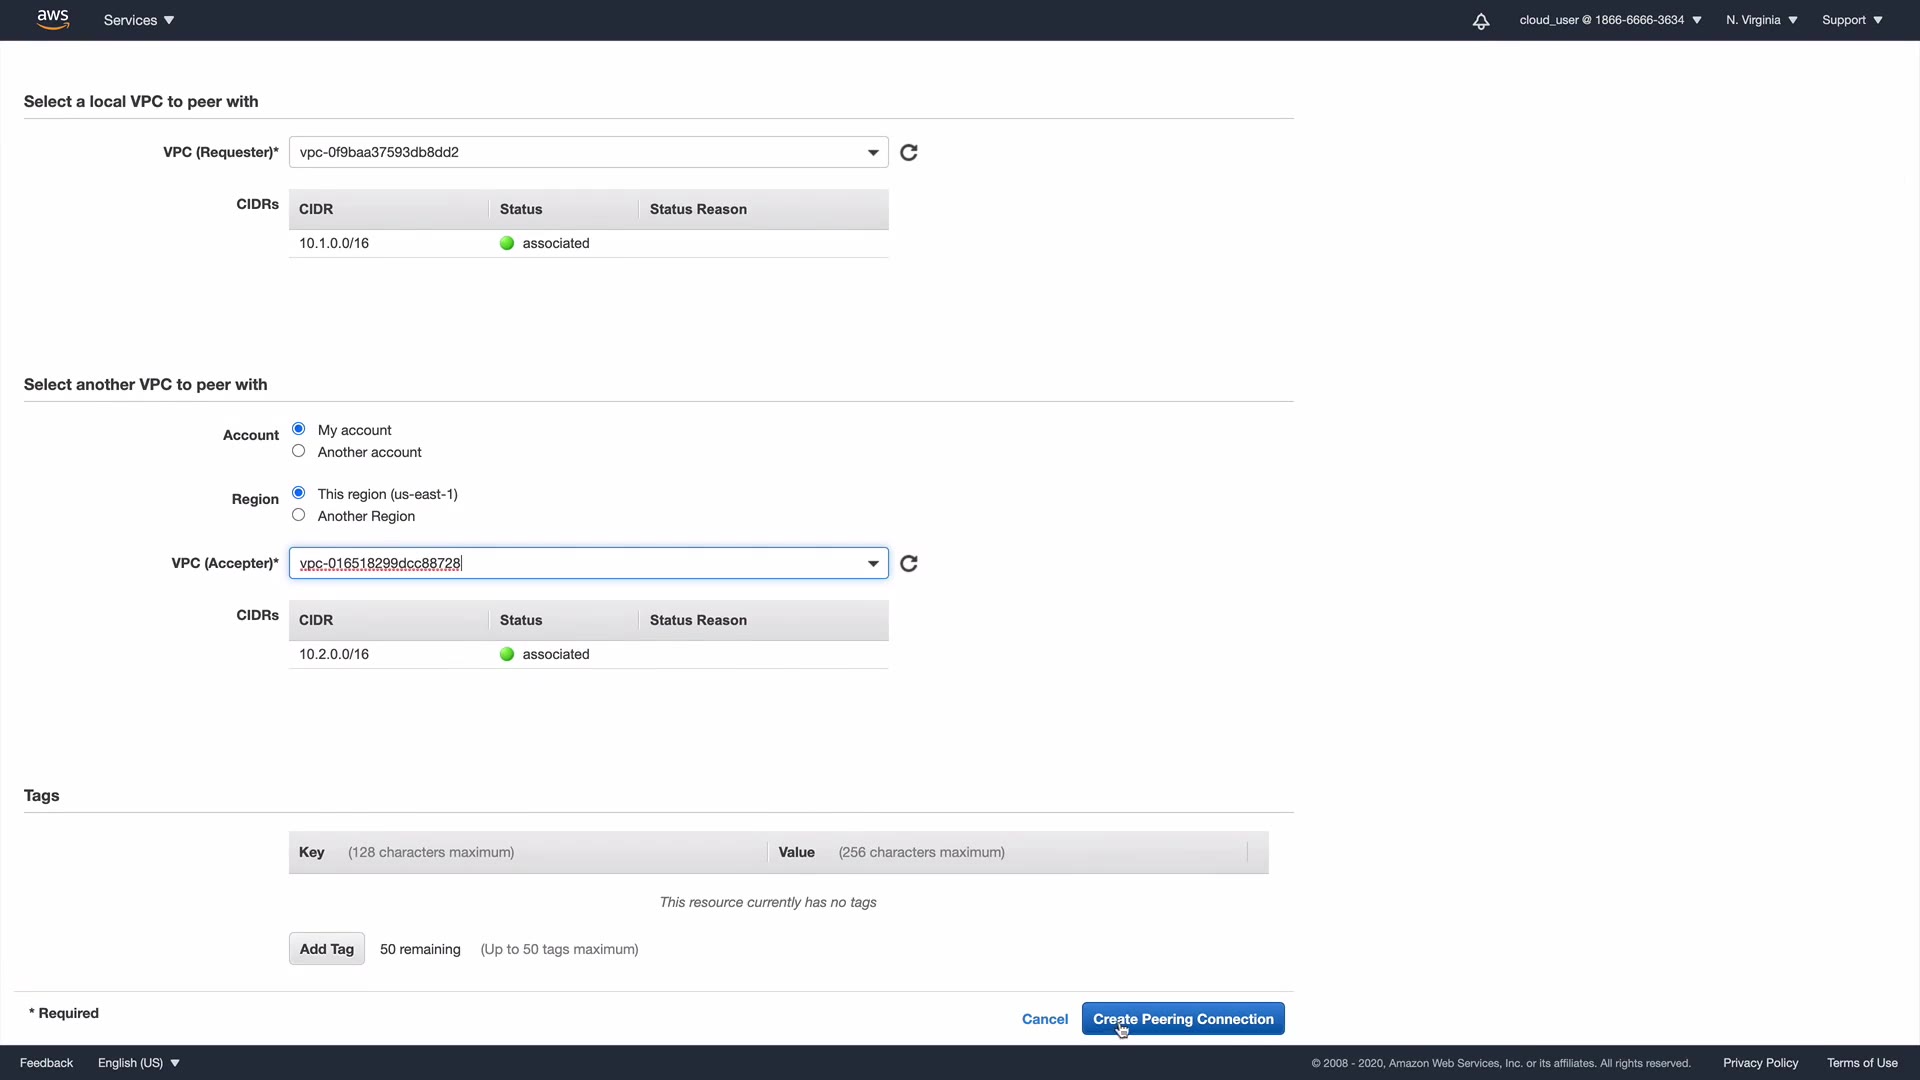 aws Services cloud_user @ 1866-6666-3634 N. Virginia Support
Select a local VPC to peer with
VPC (Requester)* vpc-0f9baa37593db8dd2
CIDRs CIDR Status Status Reason
10.1.0.0/16 associated
Select another VPC to peer with
Account My account
Another account
Region This region (us-east-1)
Another Region
VPC (Accepter)* vpc-016518299dcc88728
CIDRs CIDR Status Status Reason
10.2.0.0/16 associated
Tags
Key (128 characters maximum) Value (256 characters maximum)
This resource currently has no tags
Add Tag 50 remaining (Up to 50 tags maximum)
* Required Cancel Create Peering Connection
Feedback English (US) © 2008 - 2020, Amazon Web Services, Inc. or its affiliates. All rights reserved. Privacy Policy Terms of Use